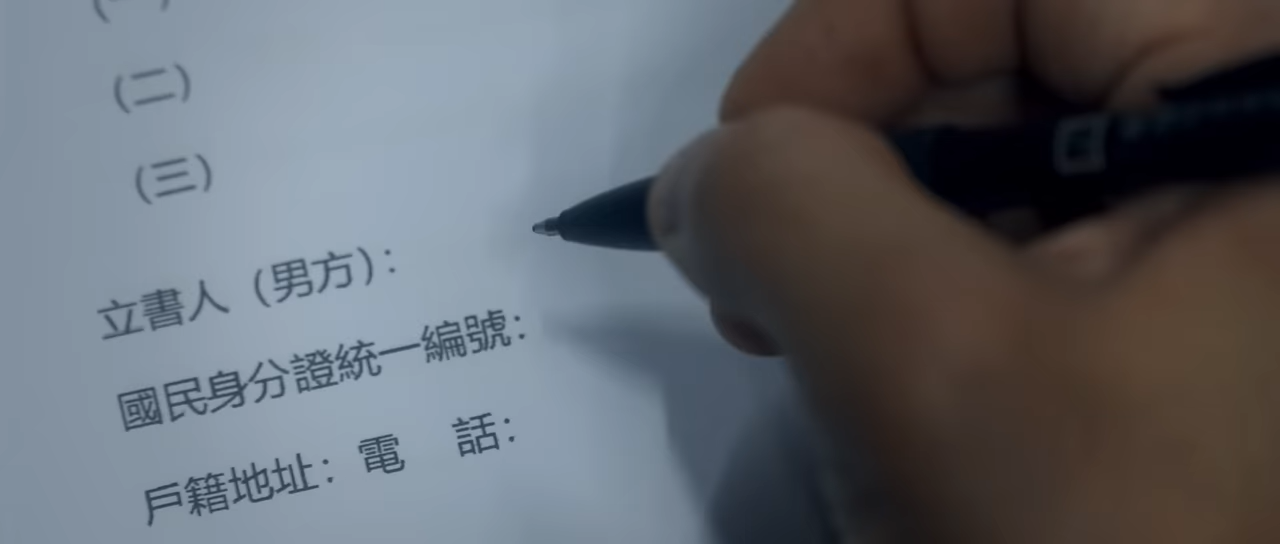 (二)
(三)
立書人（男方）：
國民身分證統一編號：
戶籍地址：電 話：